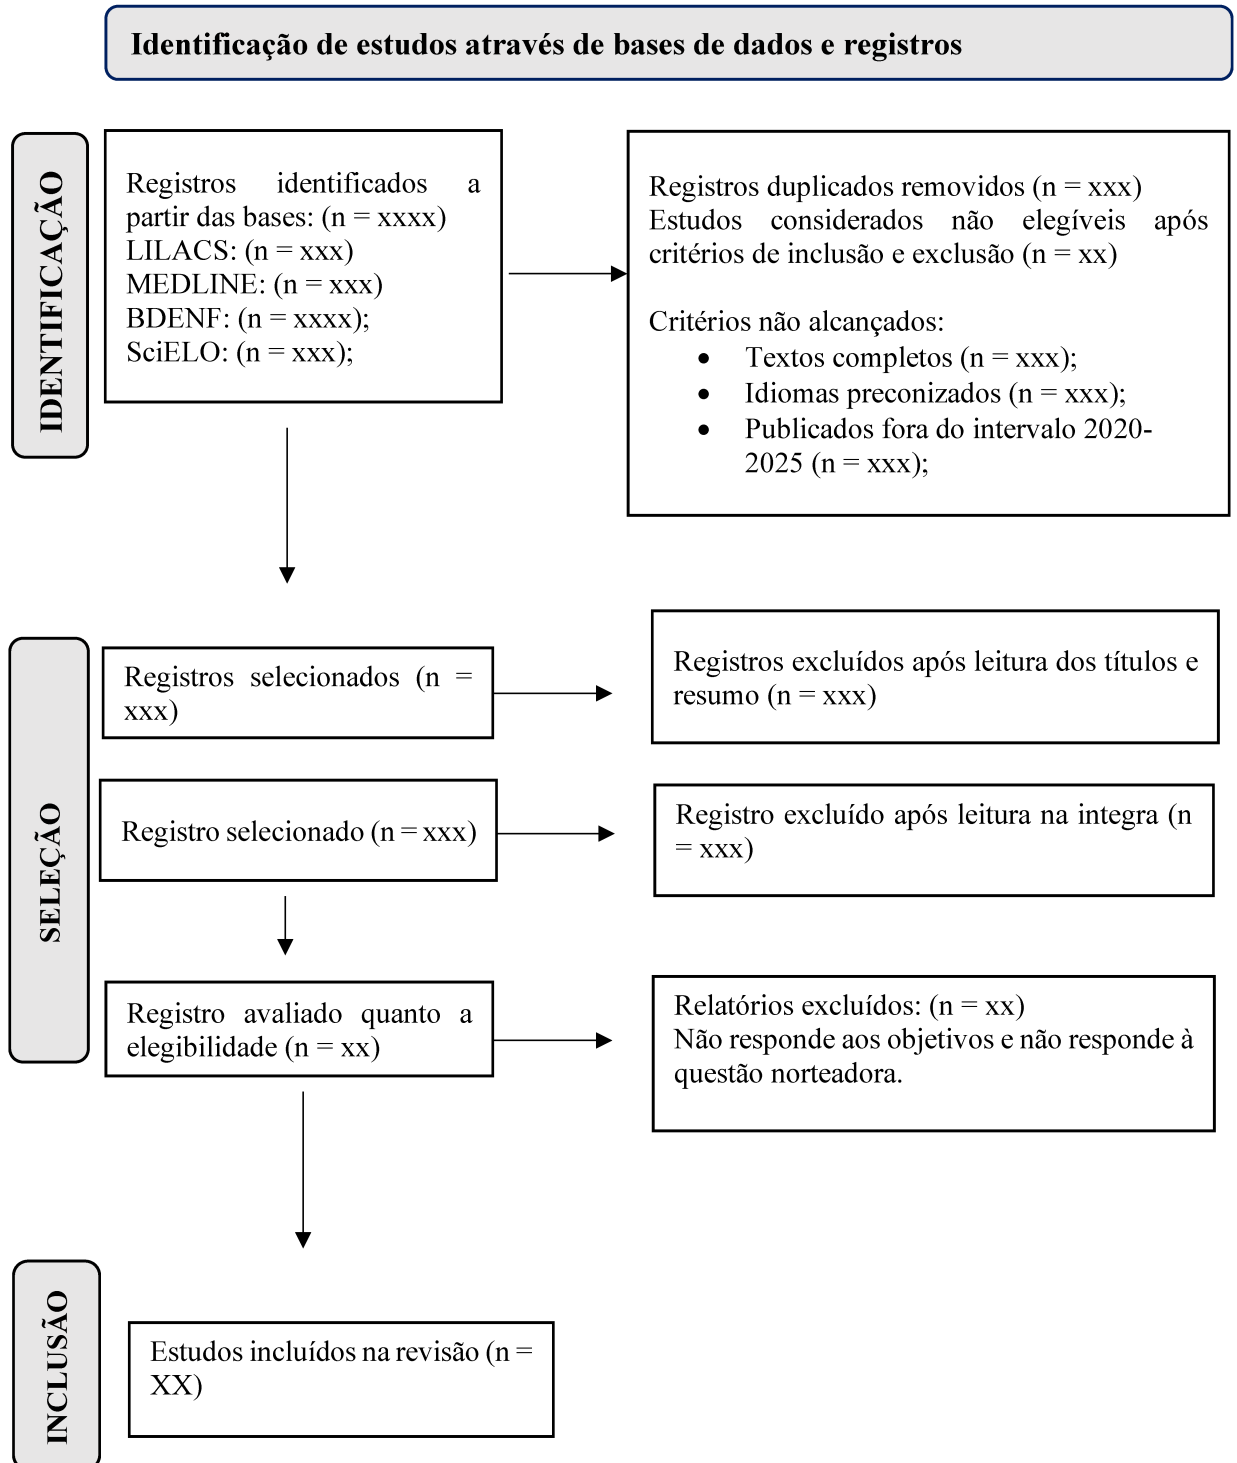 Identificação de estudos através de bases de dados e registros
IDENTIFICAÇÃO
Registros identificados a
partir das bases: (n = xxxx)
LILACS: (n = xxx)
MEDLINE: (n = xxx)
BDENF: (n = xxxx);
SciELO: (n = xxx);
Registros duplicados removidos (n = xxx)
Estudos considerados não elegíveis após
critérios de inclusão e exclusão (n = xx)
Critérios não alcançados:
• Textos completos (n = xxx);
• Idiomas preconizados (n = xxx);
• Publicados fora do intervalo 2020-
2025 (n = xxx);
SELEÇÃO
Registros selecionados (n =
xxx)
Registros excluídos após leitura dos títulos e
resumo (n = xxx)
Registro selecionado (n = xxx)
Registro excluído após leitura na integra (n
= xxx)
Registro avaliado quanto a
elegibilidade (n = xx)
Relatórios excluídos: (n = xx)
Não responde aos objetivos e não responde à
questão norteadora.
INCLUSÃO
Estudos incluídos na revisão (n =
XX)